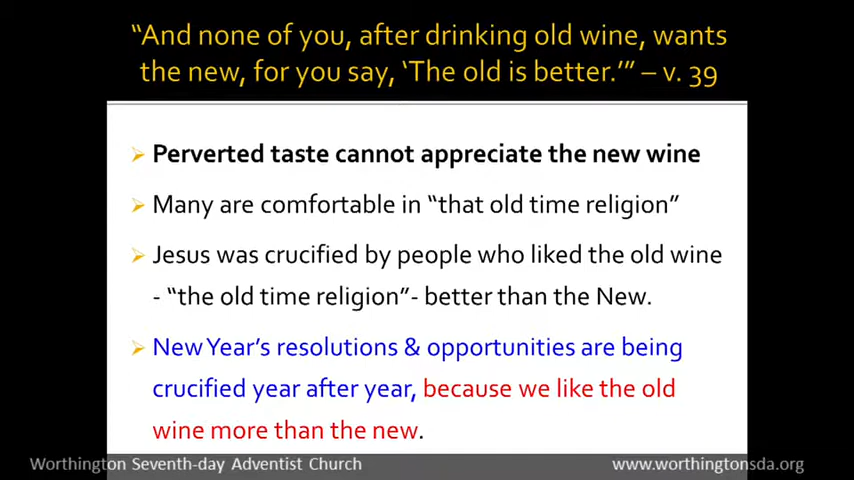 “And none of you, after drinking old wine, wants
the new, for you say, ‘The old is better.’” – v. 39
Perverted taste cannot appreciate the new wine
Many are comfortable in “that old time religion”
Jesus was crucified by people who liked the old wine
- “the old time religion”- better than the New.
New Year’s resolutions & opportunities are being
crucified year after year, because we like the old
wine more than the new.
Worthington Seventh-day Adventist Church
www.worthingtonsda.org